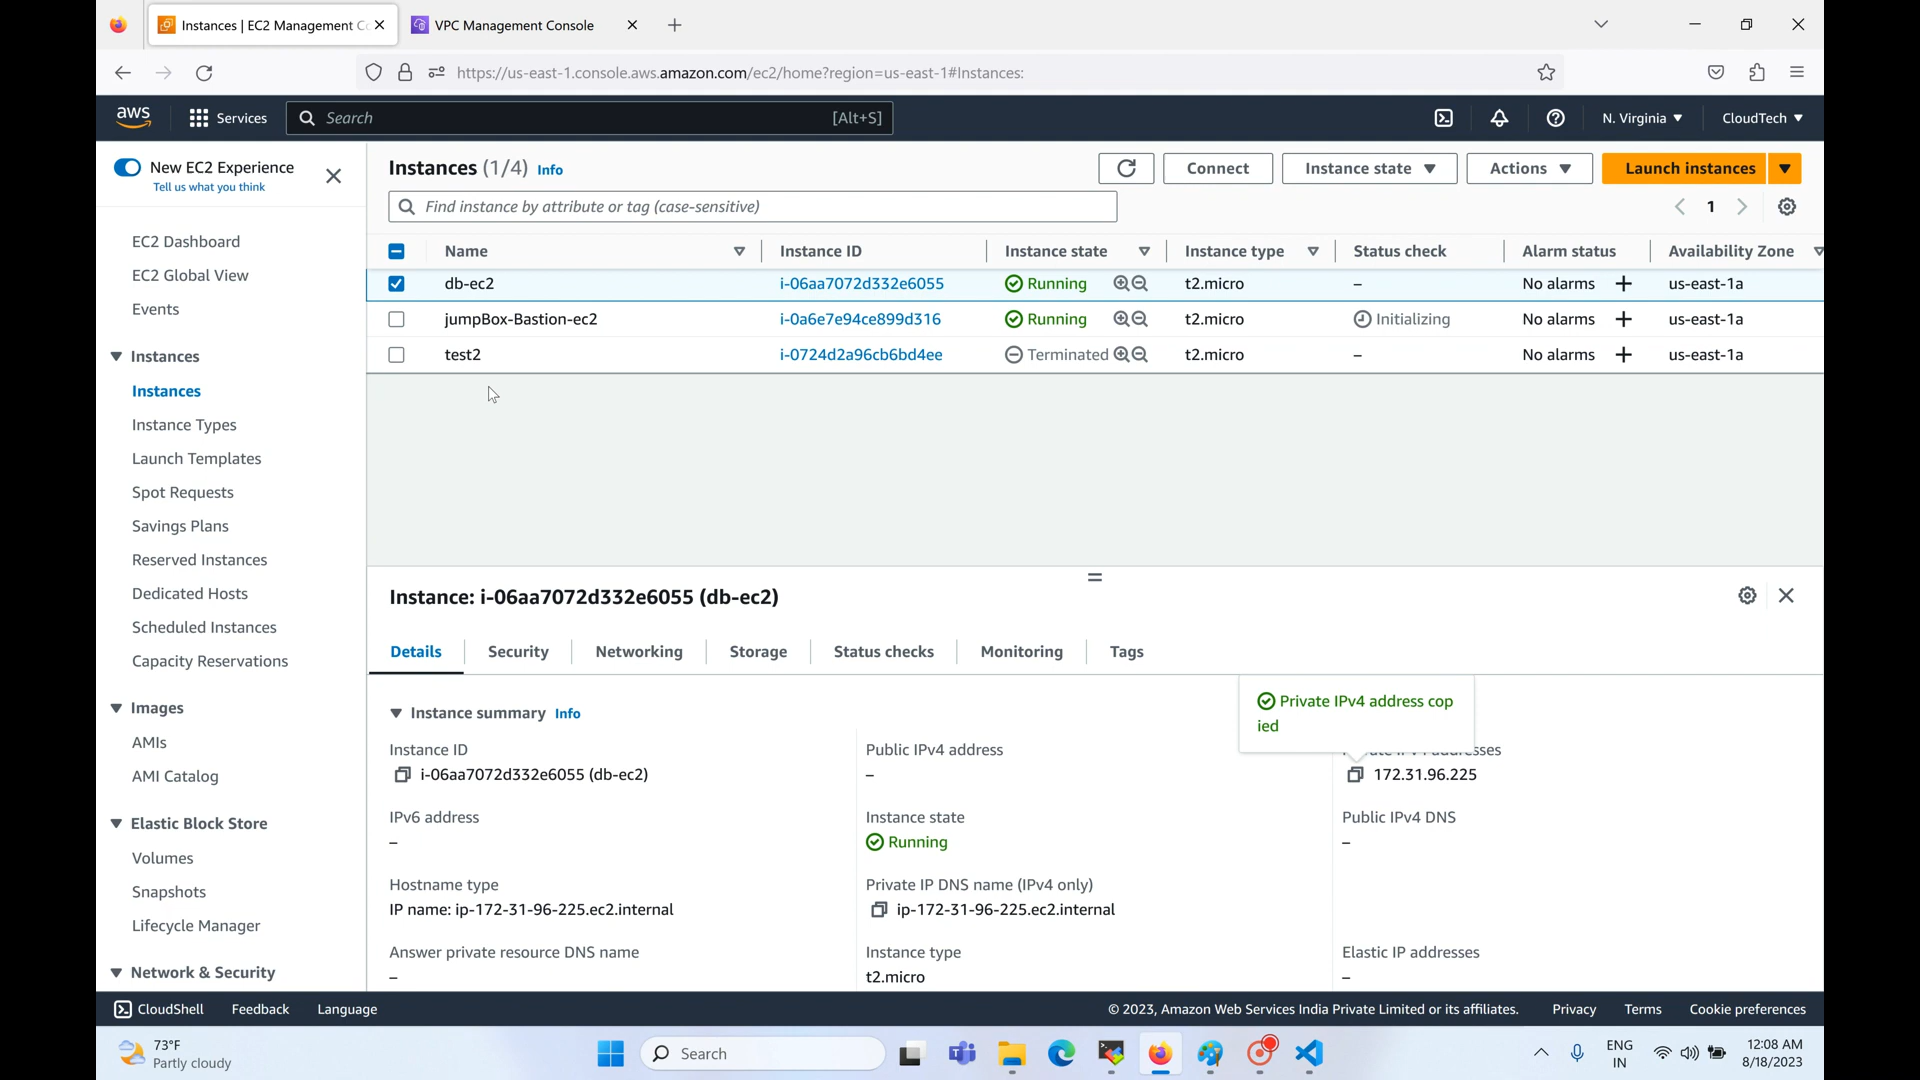 Instances | EC2 Management Co
VPC Management Console
https://us-east-1.console.aws.amazon.com/ec2/home?region=us-east-1#Instances:
aws
Services
Search
[Alt+S]
N. Virginia
CloudTech
New EC2 Experience
Tell us what you think
EC2 Dashboard
EC2 Global View
Events
Instances
Instances
Instance Types
Launch Templates
Spot Requests
Savings Plans
Reserved Instances
Dedicated Hosts
Scheduled Instances
Capacity Reservations
Images
AMIs
AMI Catalog
Elastic Block Store
Volumes
Snapshots
Lifecycle Manager
Network & Security
Instances (1/4) Info
Connect
Instance state
Actions
Launch instances
Find instance by attribute or tag (case-sensitive)
1
Name Instance ID Instance state Instance type Status check Alarm status Availability Zone
db-ec2 i-06aa7072d332e6055 Running t2.micro – No alarms us-east-1a
jumpBox-Bastion-ec2 i-0a6e7e94ce899d316 Running t2.micro Initializing No alarms us-east-1a
test2 i-0724d2a96cb6bd4ee Terminated t2.micro – No alarms us-east-1a
Instance: i-06aa7072d332e6055 (db-ec2)
Details Security Networking Storage Status checks Monitoring Tags
Private IPv4 address cop
ied
Instance summary Info
Instance ID
i-06aa7072d332e6055 (db-ec2)
Public IPv4 address
–
Private IPv4 addresses
172.31.96.225
IPv6 address
–
Instance state
Running
Public IPv4 DNS
–
Hostname type
IP name: ip-172-31-96-225.ec2.internal
Private IP DNS name (IPv4 only)
ip-172-31-96-225.ec2.internal
Answer private resource DNS name
–
Instance type
t2.micro
Elastic IP addresses
–
CloudShell
Feedback
Language
© 2023, Amazon Web Services India Private Limited or its affiliates.
Privacy
Terms
Cookie preferences
73°F
Partly cloudy
Search
ENG
IN
12:08 AM
8/18/2023